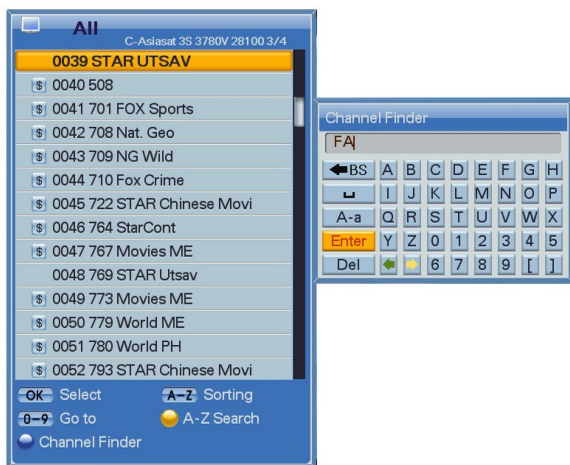 All
C-Asiasat 3S 3780V 28100 3/4
0039 STAR UTSAV
$ 0040 508
$ 0041 701 FOX Sports
$ 0042 708 Nat. Geo
$ 0043 709 NG Wild
$ 0044 710 Fox Crime
$ 0045 722 STAR Chinese Movi
$ 0046 764 StarCont
$ 0047 767 Movies ME
0048 769 STAR Utsav
$ 0049 773 Movies ME
$ 0050 779 World ME
$ 0051 780 World PH
$ 0052 793 STAR Chinese Movi
OK Select A-Z Sorting
0-9 Go to A-Z Search
Channel Finder
Channel Finder
FA
BS A B C D E F G H
I J K L M N O P
A-a Q R S T U V W X
Enter Y Z 0 1 2 3 4 5
Del 6 7 8 9 [ ]